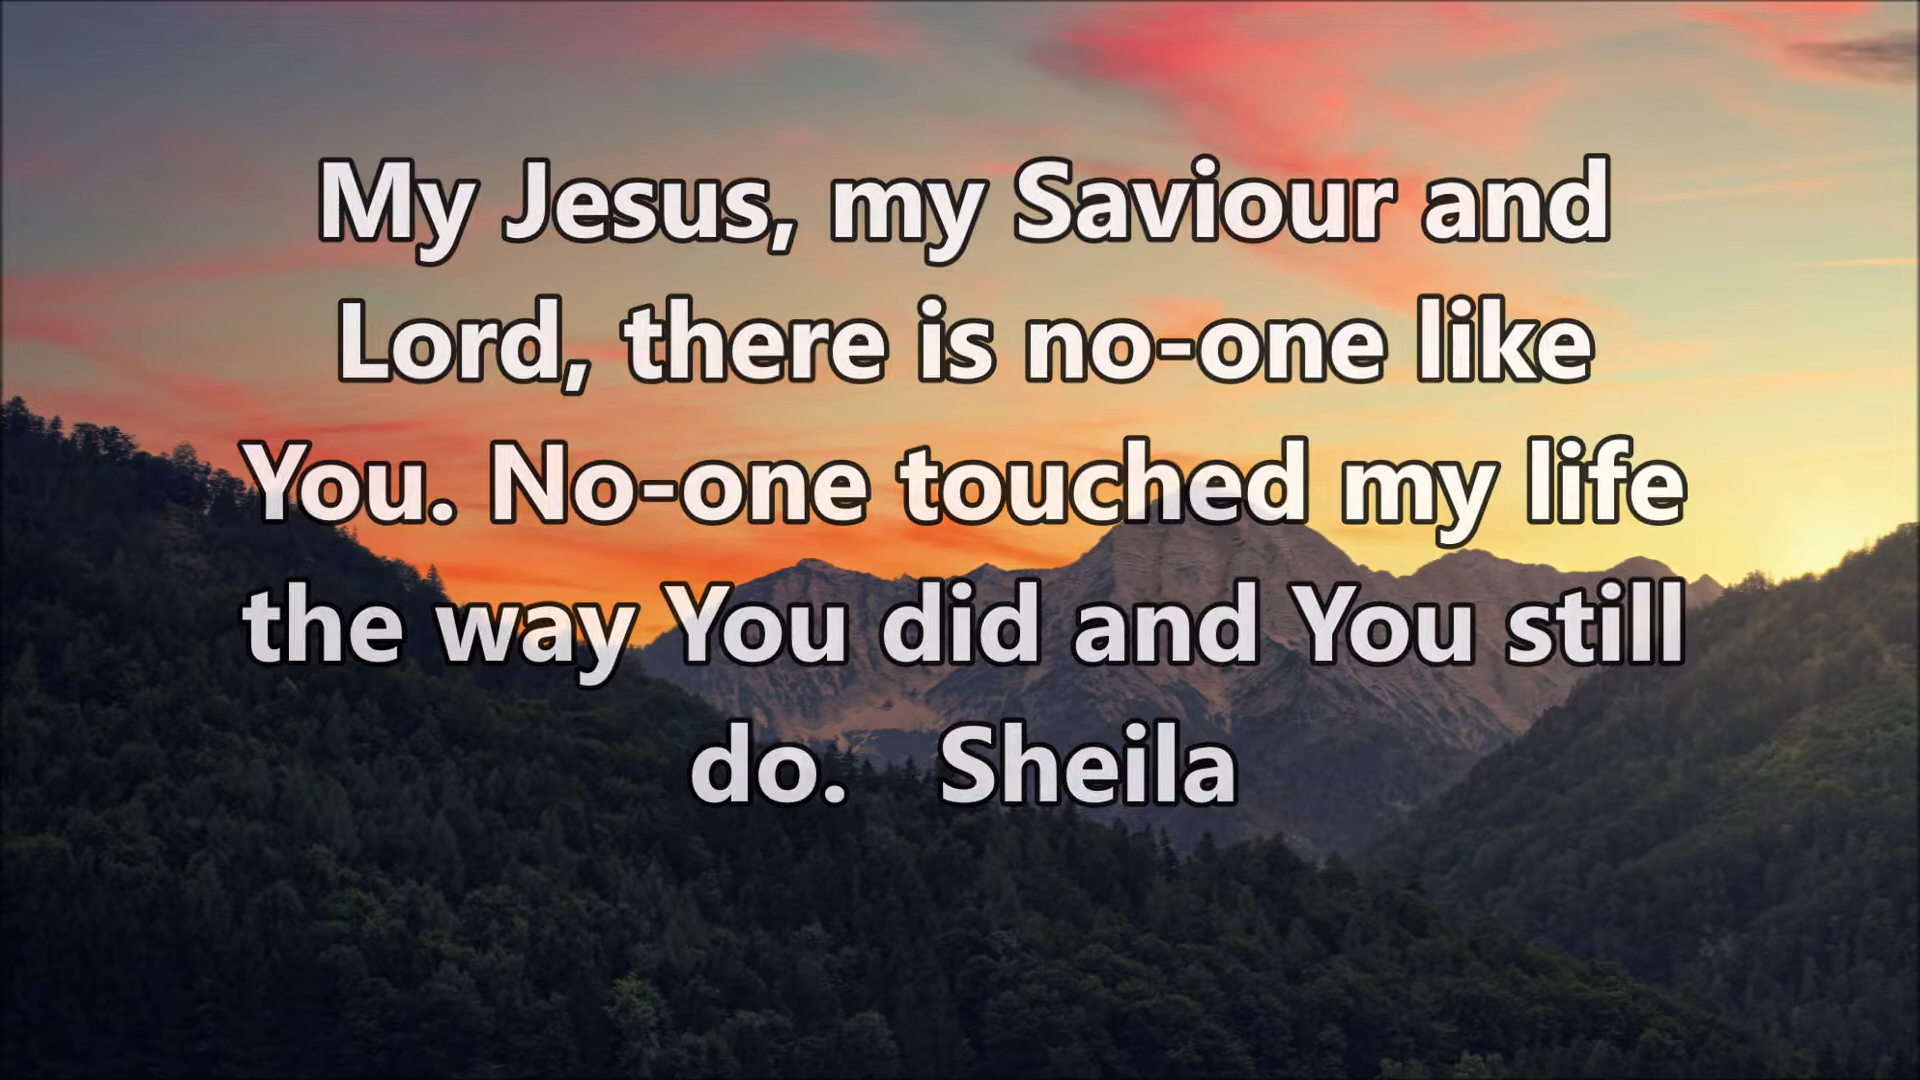 My Jesus, my Saviour and
Lord, there is no-one like
You. No-one touched my life
the way You did and You still
do.   Sheila